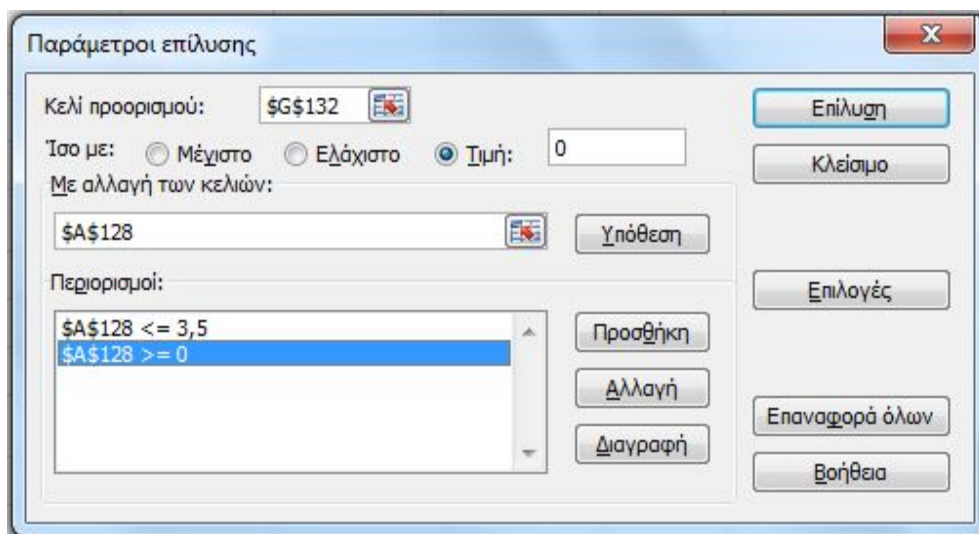 Παράμετροι επίλυσης
Κελί προορισμού: $G$132
Ίσο με: Μέγιστο Ελάχιστο Τιμή: 0
Με αλλαγή των κελιών:
$A$128 Υπόθεση
Περιορισμοί:
$A$128 <= 3,5
$A$128 >= 0
Προσθήκη
Αλλαγή
Διαγραφή
Επίλυση
Κλείσιμο
Επιλογές
Επαναφορά όλων
Βοήθεια